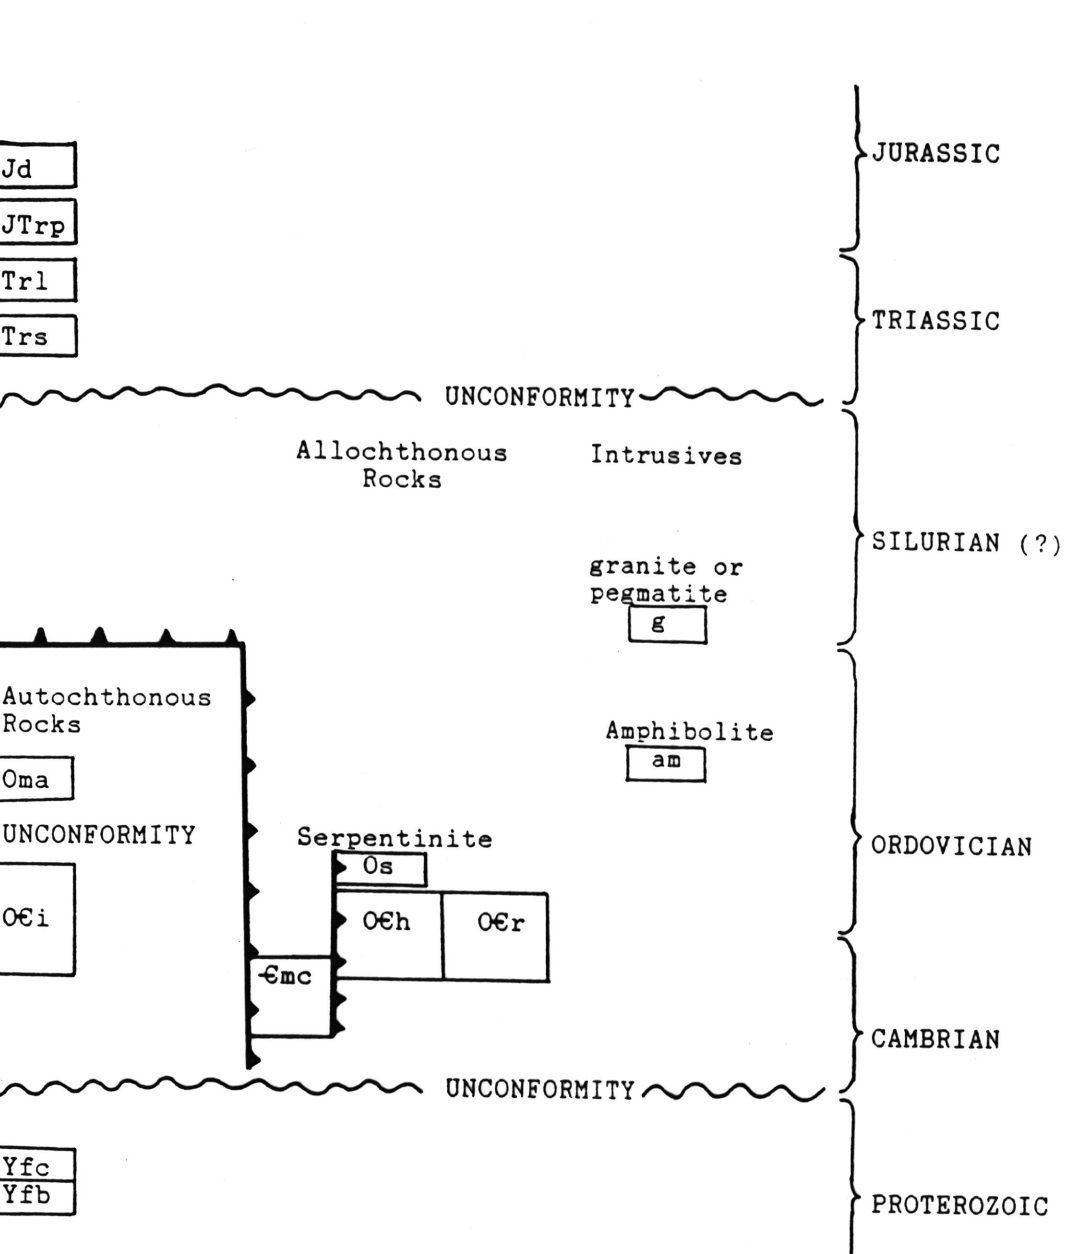 JURASSIC
Jd
JTrp
Trl
TRIASSIC
Trs
UNCONFORMITY
Allochthonous
Rocks
Intrusives
SILURIAN (?)
granite or
pegmatite
g
Autochthonous
Rocks
Amphibolite
am
Oma
UNCONFORMITY
Serpentinite
ORDOVICIAN
Os
O€i
O€h
O€r
€mc
CAMBRIAN
UNCONFORMITY
Yfc
Yfb
PROTEROZOIC